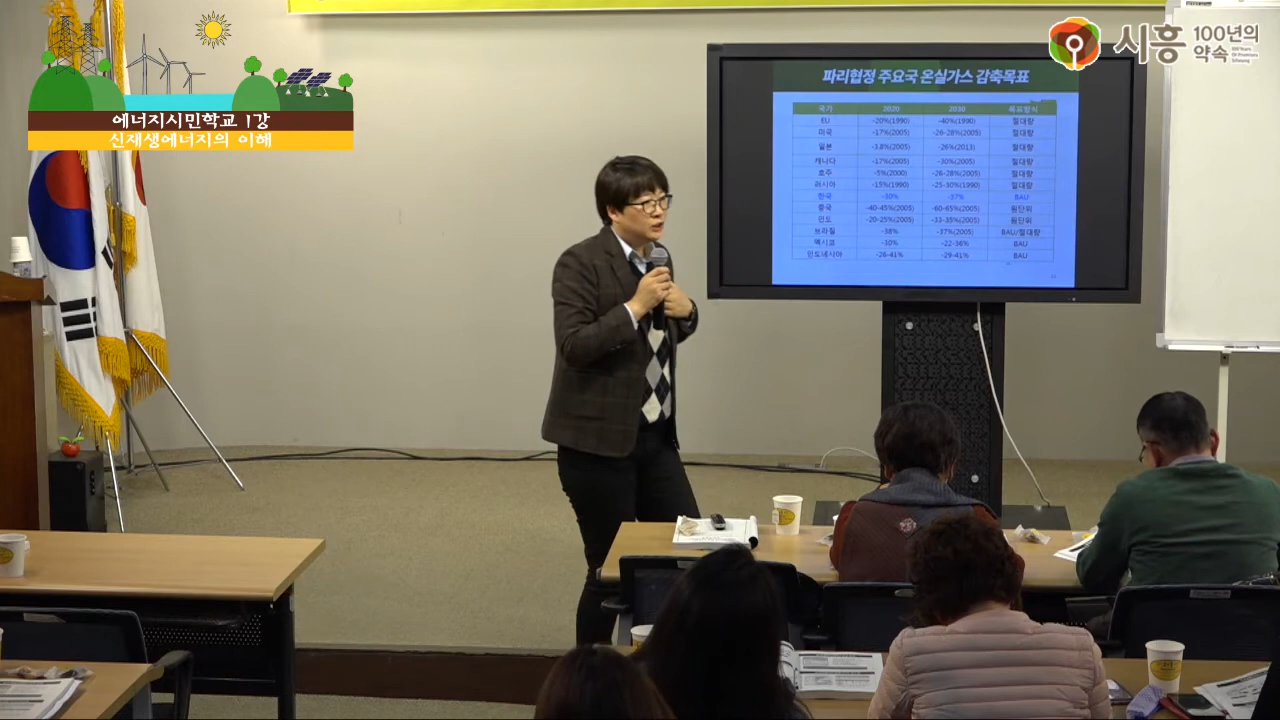 에너지시민학교 1강
신재생에너지의 이해
시흥 100년의 약속
파리협정 주요국 온실가스 감축목표
국가 2020 2030 목표방식
EU -20%(1990) -40%(1990) 절대량
미국 -17%(2005) -26-28%(2005) 절대량
일본 -3.8%(2005) -26%(2013) 절대량
캐나다 -17%(2005) -30%(2005) 절대량
호주 -5%(2000) -26-28%(2005) 절대량
러시아 -15%(1990) -25-30%(1990) 절대량
한국 -30% -37% BAU
중국 -40-45%(2005) -60-65%(2005) 원단위
인도 -20-25%(2005) -33-35%(2005) 원단위
브라질 -38% -37%(2005) BAU/절대량
멕시코 -30% -22-36% BAU
인도네시아 -26-41% -29-41% BAU